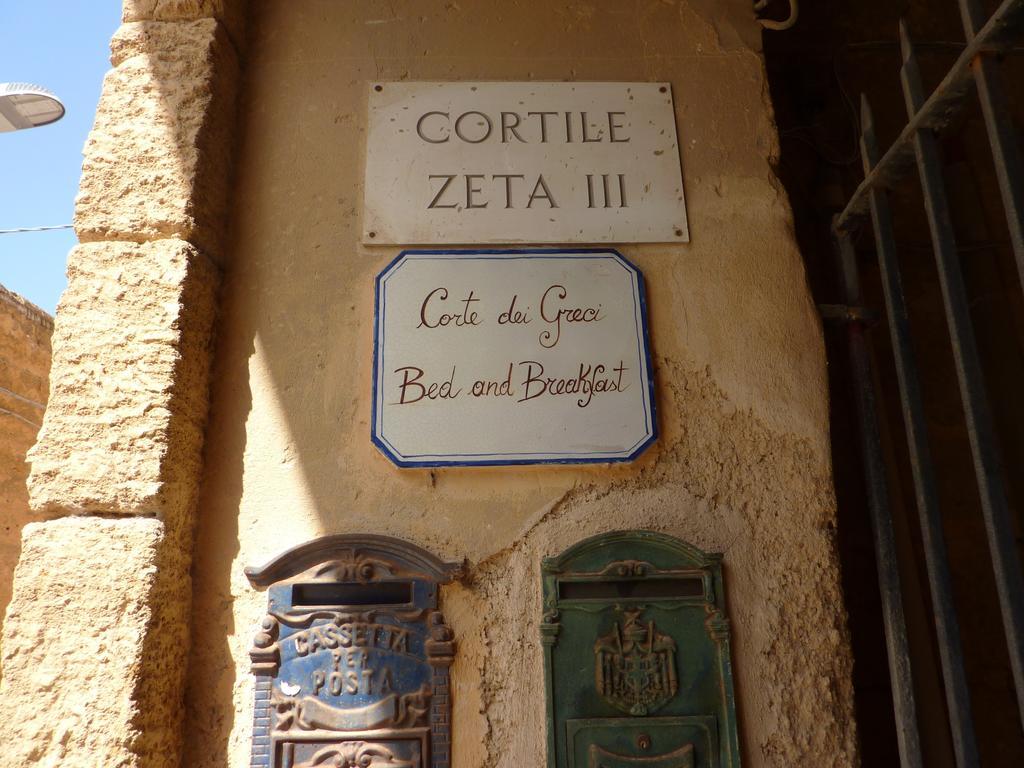 CORTILE
ZETA III
Corte dei Greci
Bed and Breakfast
CASSETTA
PER
POSTA